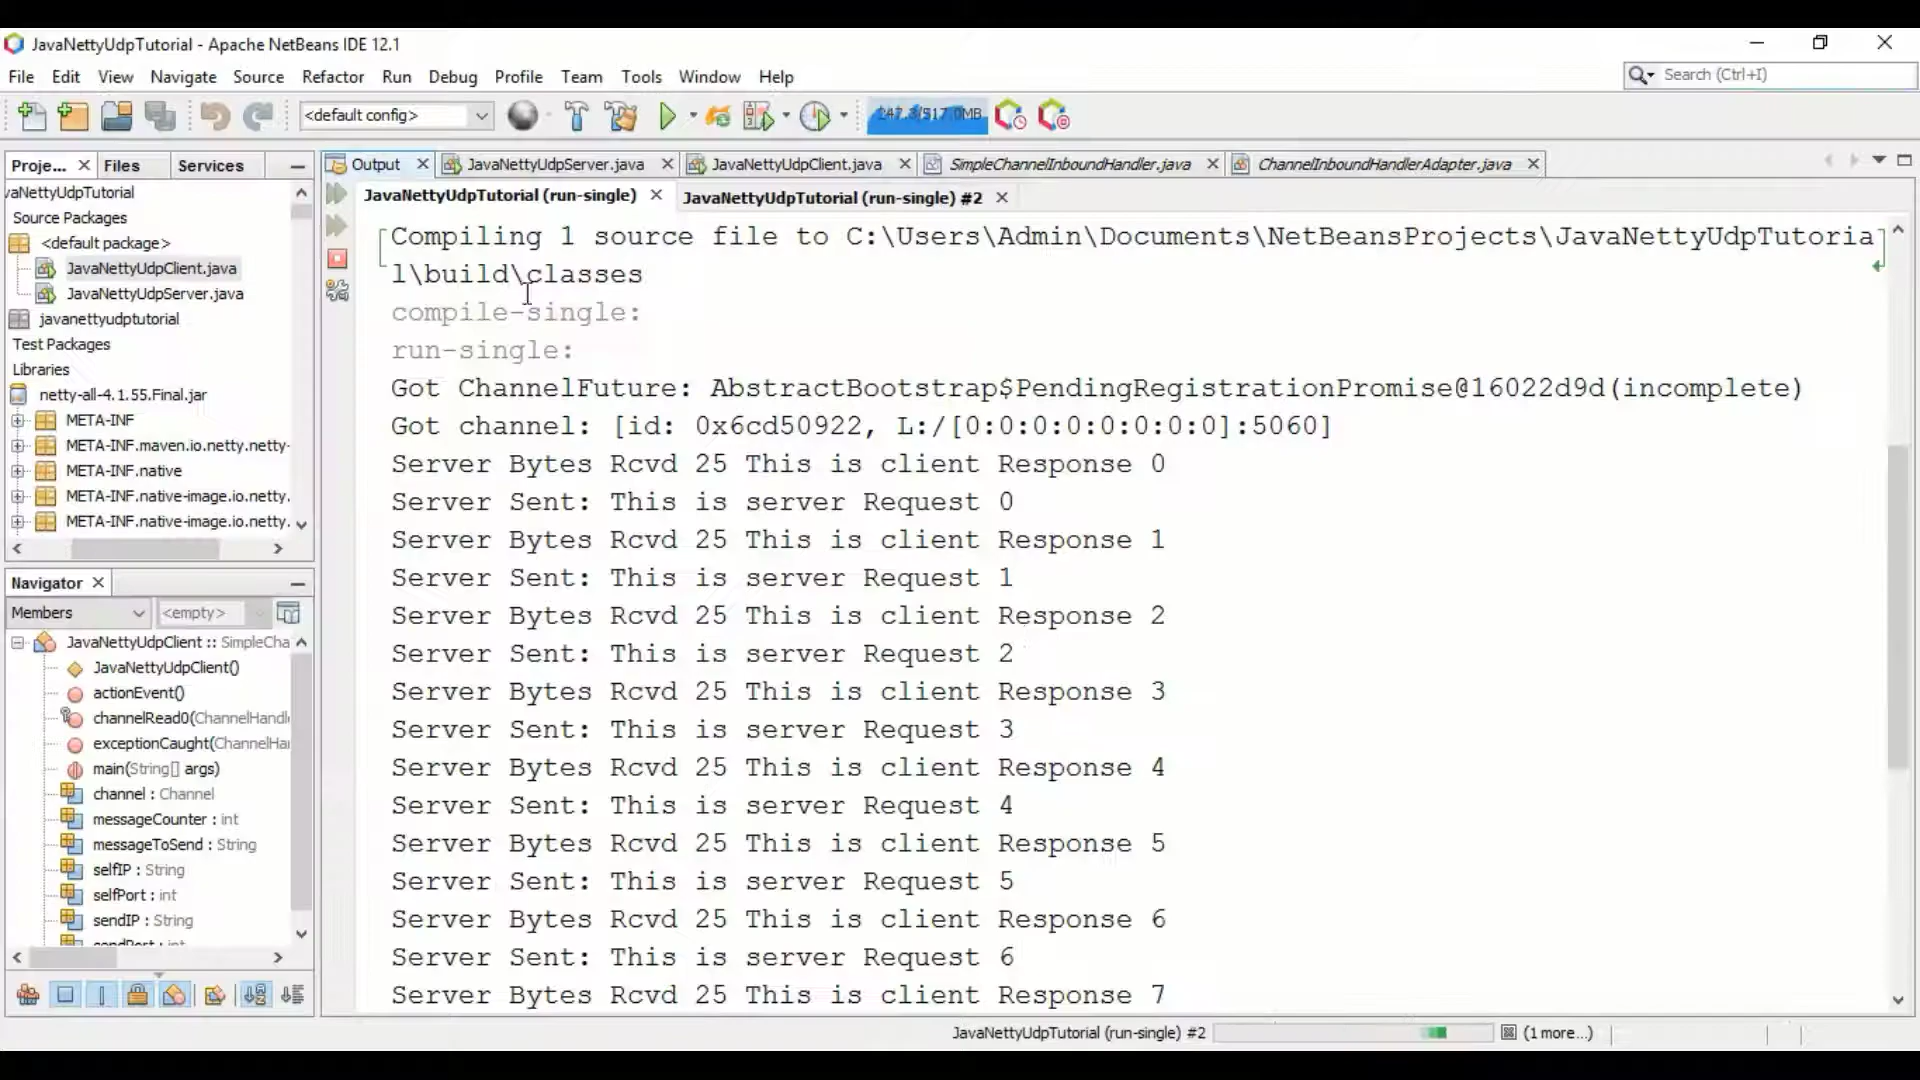 JavaNettyUdpTutorial - Apache NetBeans IDE 12.1
File Edit View Navigate Source Refactor Run Debug Profile Team Tools Window Help
Search (Ctrl+I)
<default config>
247.3/517.0MB
Proje... Files Services
Output JavaNettyUdpServer.java JavaNettyUdpClient.java SimpleChannelInboundHandler.java ChannelInboundHandlerAdapter.java
JavaNettyUdpTutorial (run-single) JavaNettyUdpTutorial (run-single) #2
vaNettyUdpTutorial
Source Packages
<default package>
JavaNettyUdpClient.java
JavaNettyUdpServer.java
javanettyudptutorial
Test Packages
Libraries
netty-all-4.1.55.Final.jar
META-INF
META-INF.maven.io.netty.netty-
META-INF.native
META-INF.native-image.io.netty.
META-INF.native-image.io.netty.
Navigator
Members <empty>
JavaNettyUdpClient :: SimpleCha
JavaNettyUdpClient()
actionEvent()
channelRead0(ChannelHandl
exceptionCaught(ChannelHa
main(String[] args)
channel : Channel
messageCounter : int
messageToSend : String
selfIP : String
selfPort : int
sendIP : String
sendPort : int
Compiling 1 source file to C:\Users\Admin\Documents\NetBeansProjects\JavaNettyUdpTutoria
l\build\classes
compile-single:
run-single:
Got ChannelFuture: AbstractBootstrap$PendingRegistrationPromise@16022d9d(incomplete)
Got channel: [id: 0x6cd50922, L:/[0:0:0:0:0:0:0:0]:5060]
Server Bytes Rcvd 25 This is client Response 0
Server Sent: This is server Request 0
Server Bytes Rcvd 25 This is client Response 1
Server Sent: This is server Request 1
Server Bytes Rcvd 25 This is client Response 2
Server Sent: This is server Request 2
Server Bytes Rcvd 25 This is client Response 3
Server Sent: This is server Request 3
Server Bytes Rcvd 25 This is client Response 4
Server Sent: This is server Request 4
Server Bytes Rcvd 25 This is client Response 5
Server Sent: This is server Request 5
Server Bytes Rcvd 25 This is client Response 6
Server Sent: This is server Request 6
Server Bytes Rcvd 25 This is client Response 7
JavaNettyUdpTutorial (run-single) #2
(1 more...)